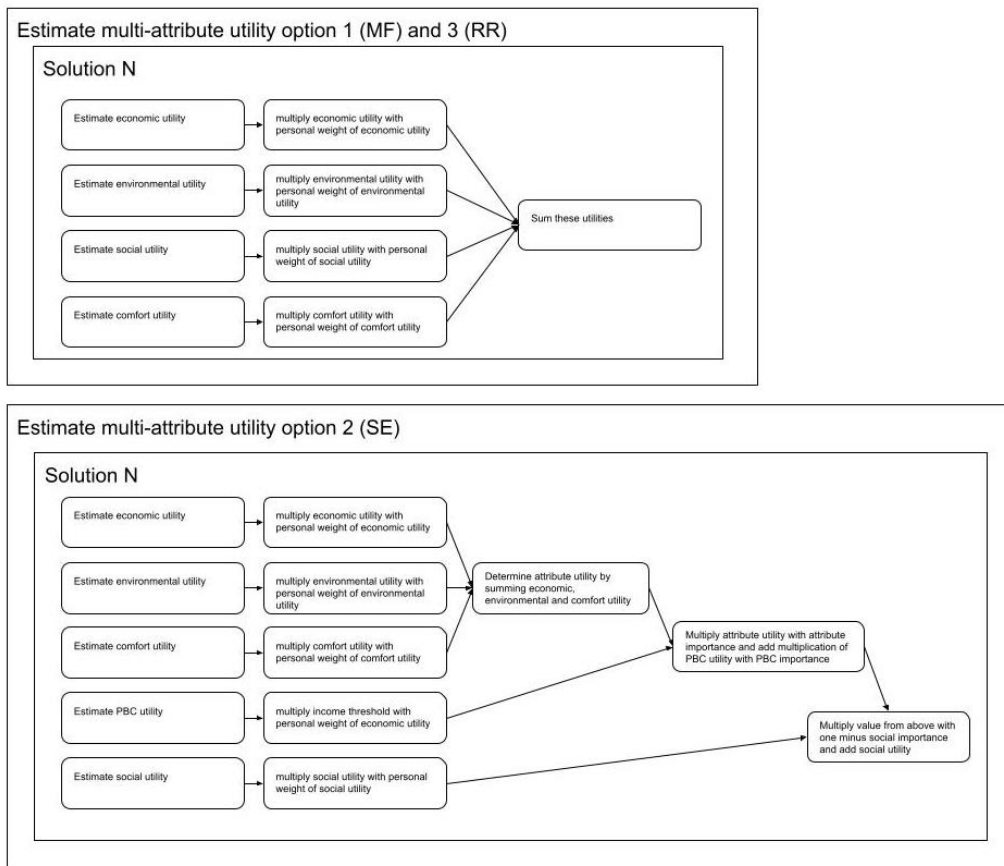 Estimate multi-attribute utility option 1 (MF) and 3 (RR)
Solution N
Estimate economic utility
multiply economic utility with
personal weight of economic utility
Estimate environmental utility
multiply environmental utility with
personal weight of environmental
utility
Sum these utilities
Estimate social utility
multiply social utility with personal
weight of social utility
Estimate comfort utility
multiply comfort utility with
personal weight of comfort utility
Estimate multi-attribute utility option 2 (SE)
Solution N
Estimate economic utility
multiply economic utility with
personal weight of economic utility
Estimate environmental utility
multiply environmental utility with
personal weight of environmental
utility
Determine attribute utility by
summing economic,
environmental and comfort utility
Estimate comfort utility
multiply comfort utility with
personal weight of comfort utility
Multiply attribute utility with attribute
importance and add multiplication of
PBC utility with PBC importance
Estimate PBC utility
multiply income threshold with
personal weight of economic utility
Multiply value from above with
one minus social importance
and add social utility
Estimate social utility
multiply social utility with personal
weight of social utility